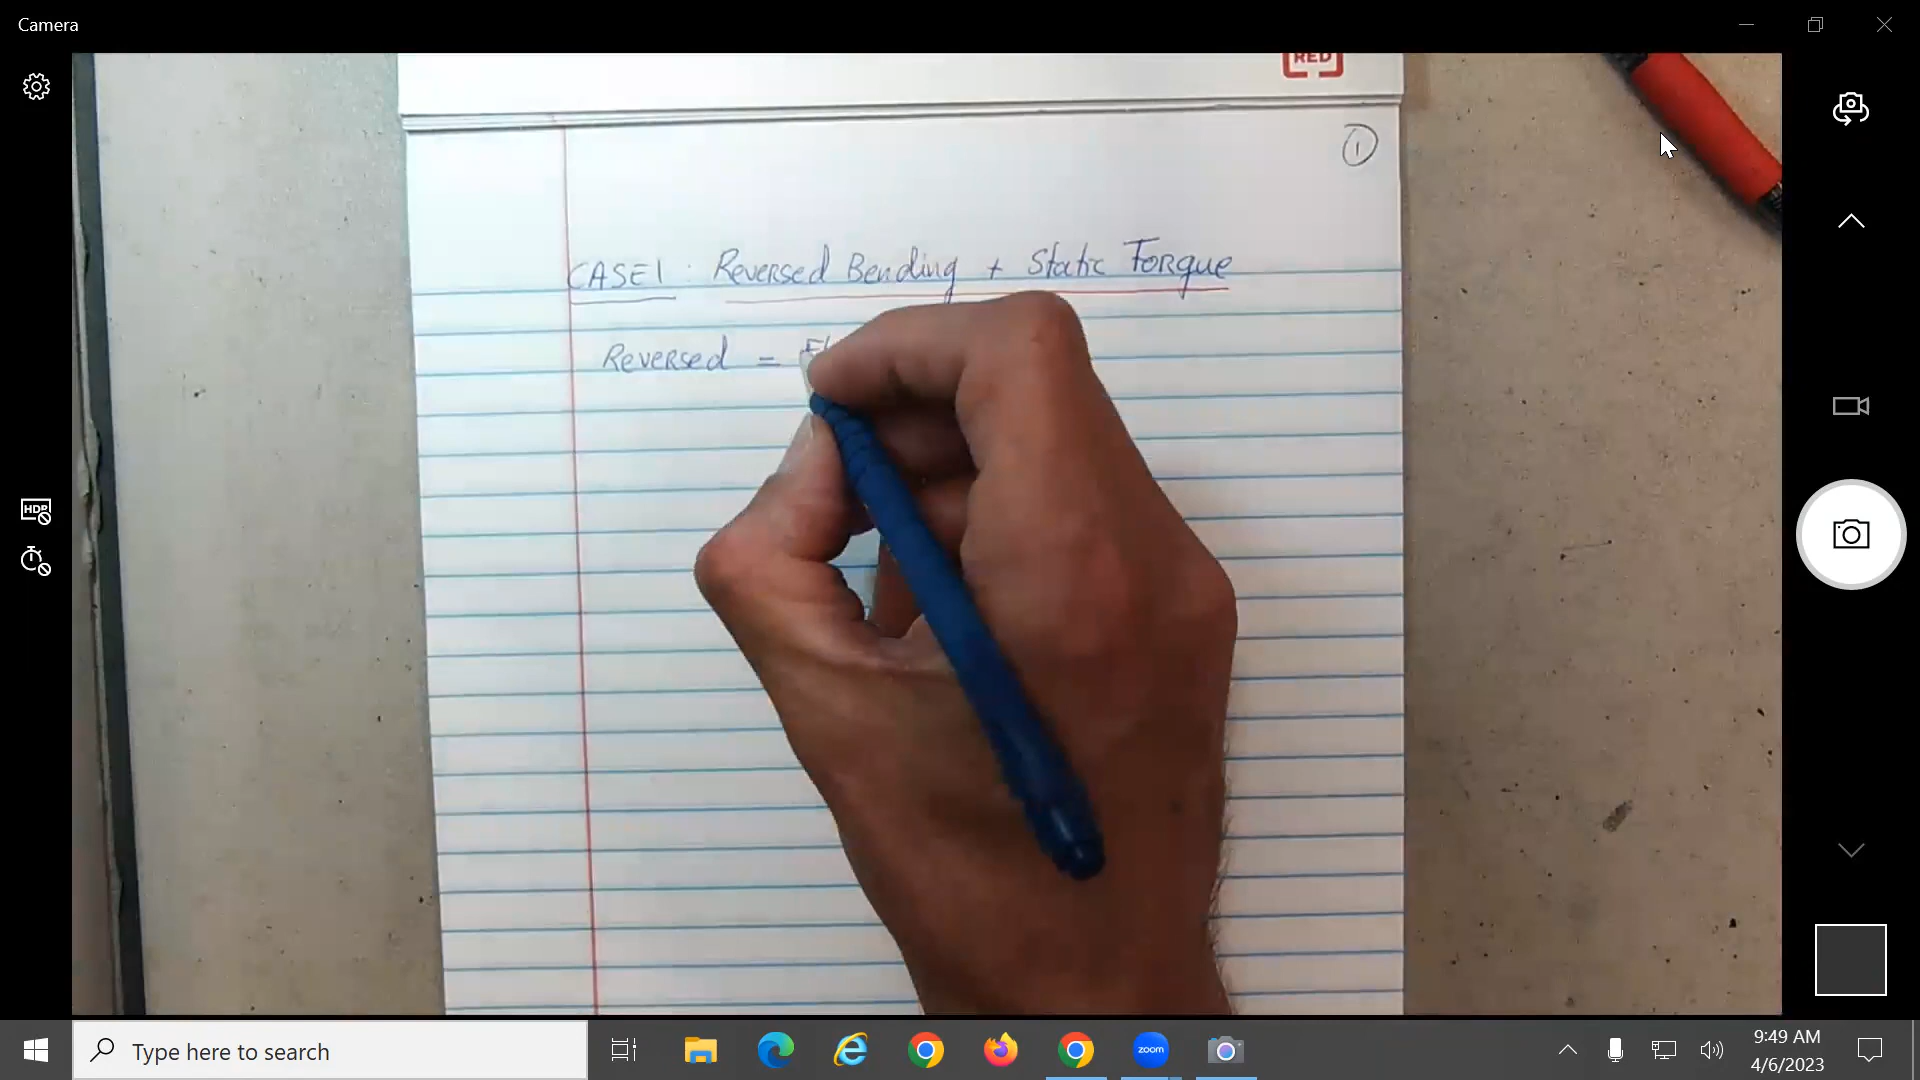 Camera
RED
1
CASE 1 : Reversed Bending + Static Torque
Reversed =
HDR
Type here to search
zoom
9:49 AM
4/6/2023